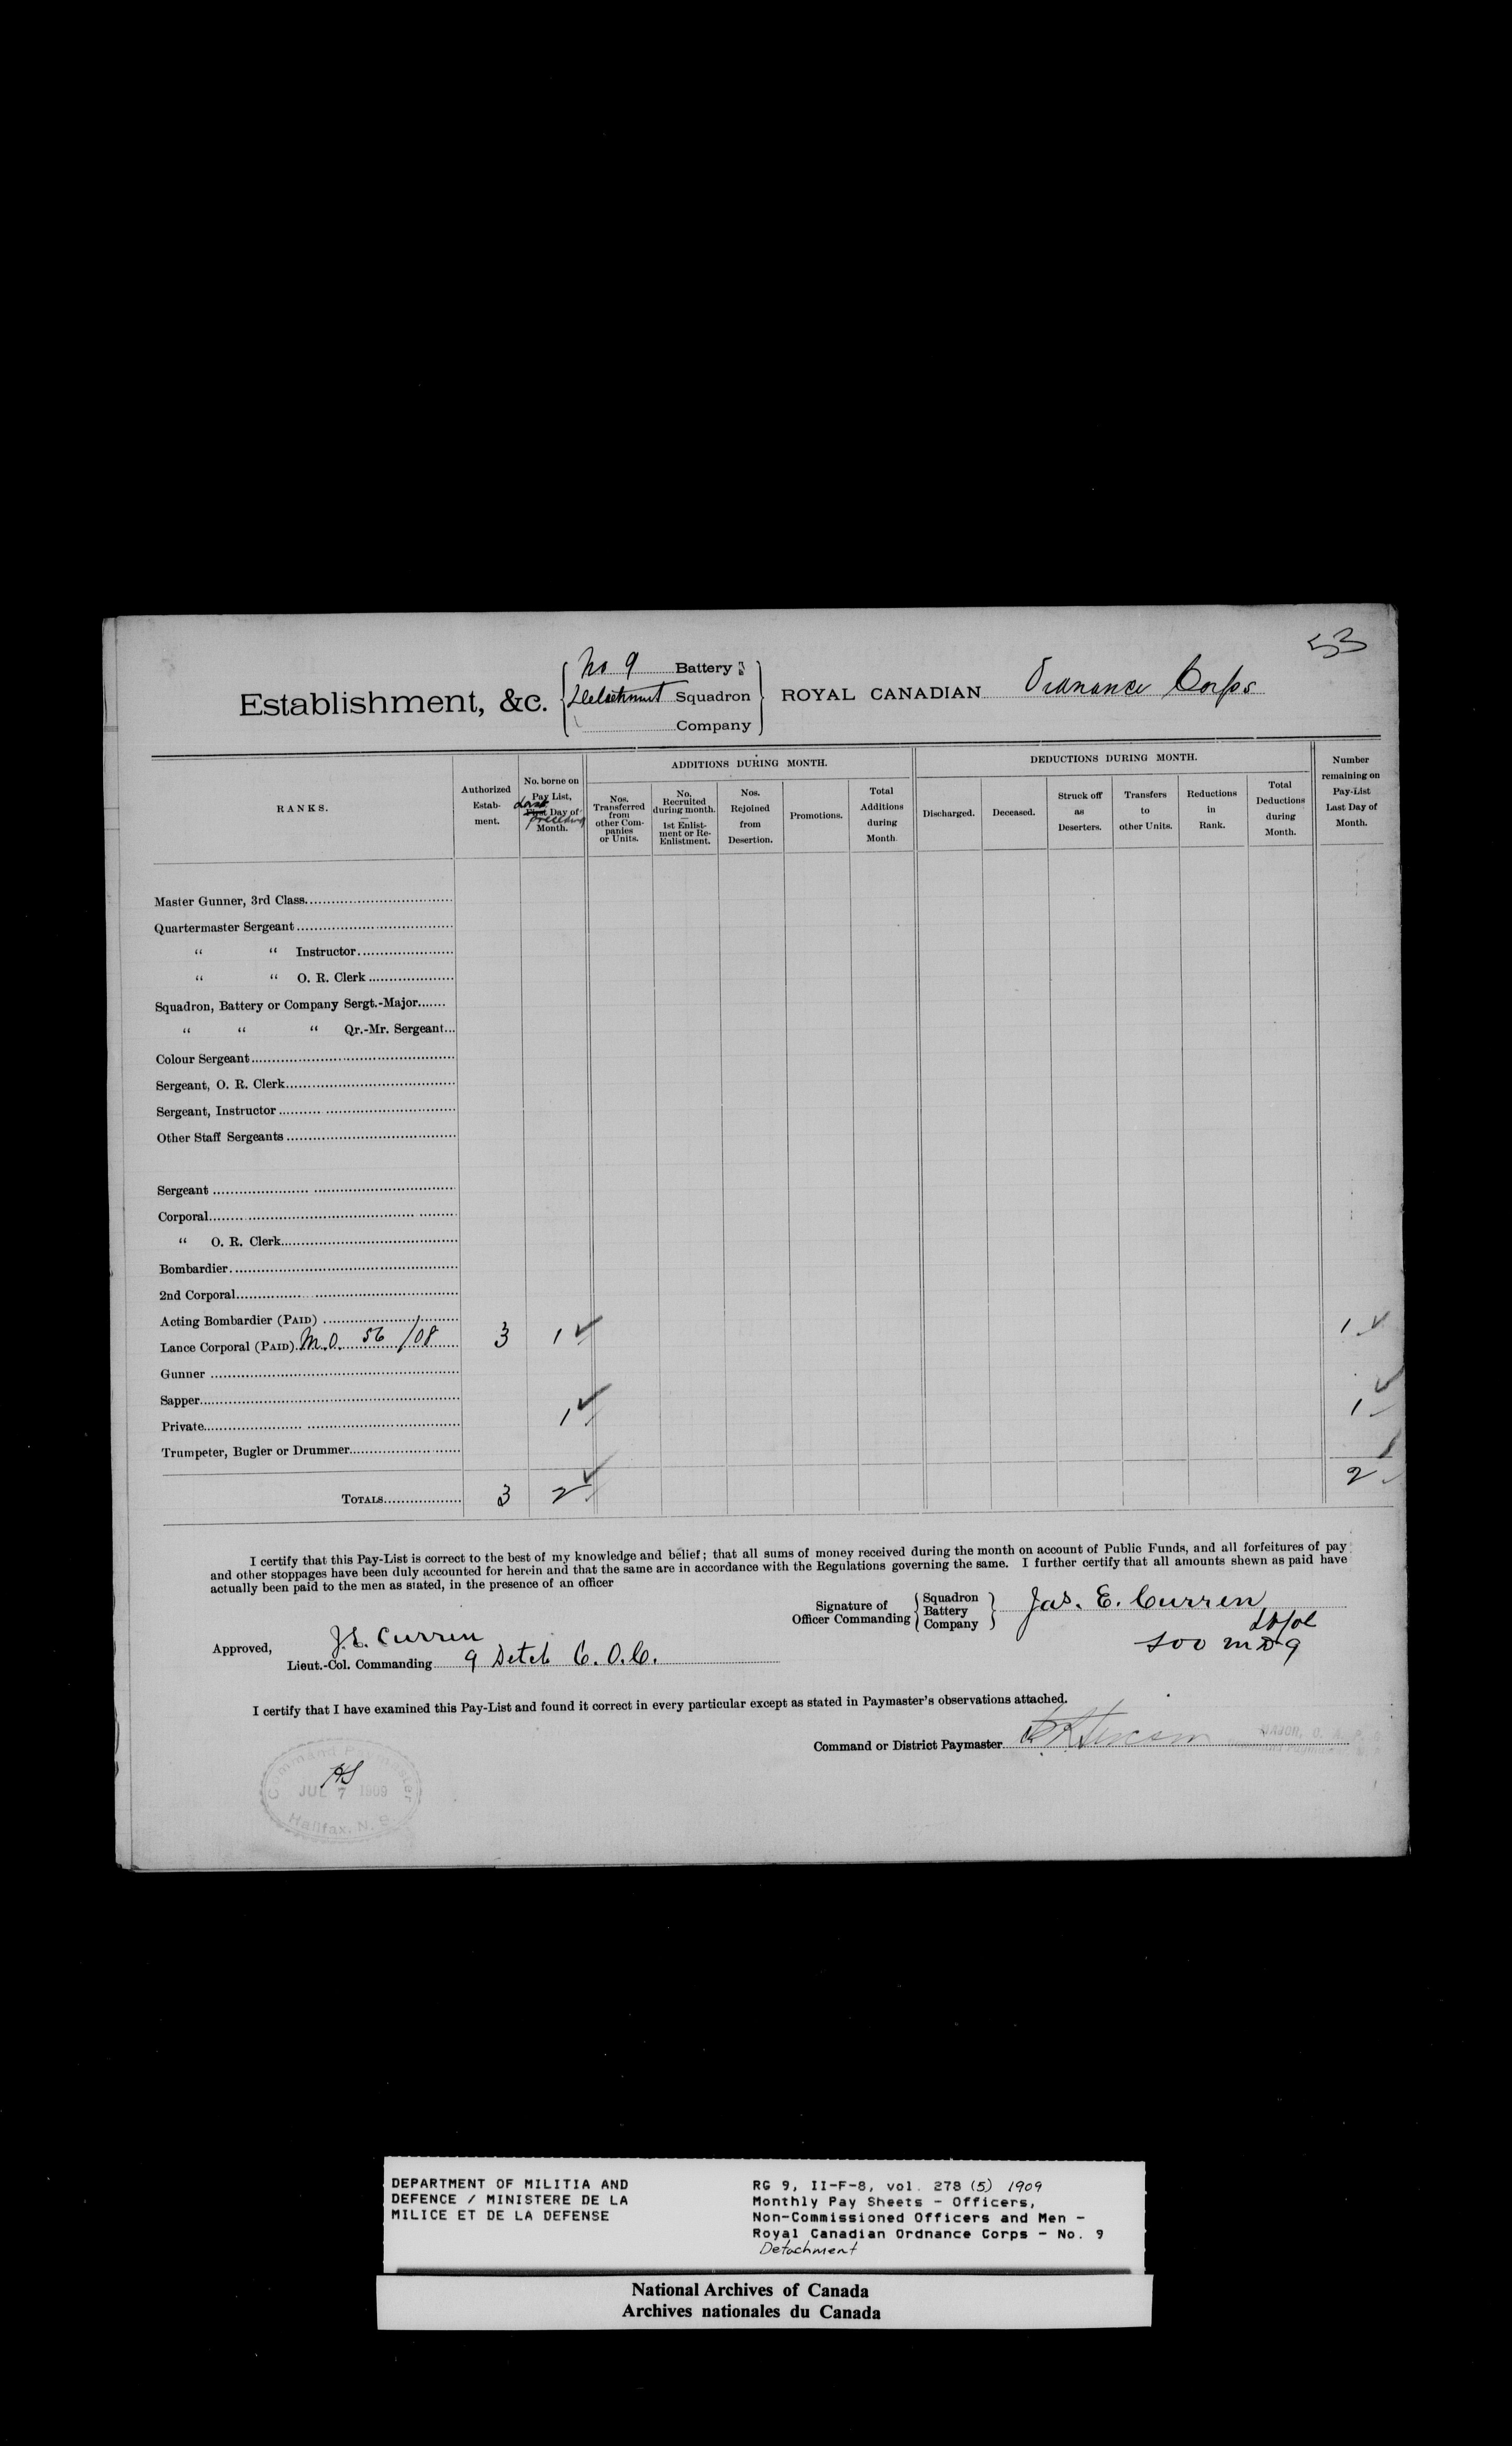 53
Establishment, &c. No 9 Battery
Detachment Squadron
Company
ROYAL CANADIAN Ordnance Corps
RANKS.
Authorized Estab- ment.
No. borne on Pay List, Last First Day of preceding Month.
ADDITIONS DURING MONTH.
Nos. Transferred from other Com- panies or Units.
No. Recruited during month. — 1st Enlist- ment or Re- Enlistment.
Nos. Rejoined from Desertion.
Promotions.
Total Additions during Month.
DEDUCTIONS DURING MONTH.
Discharged.
Deceased.
Struck off as Deserters.
Transfers to other Units.
Reductions in Rank.
Total Deductions during Month.
Number remaining on Pay-List Last Day of Month.
Master Gunner, 3rd Class
Quartermaster Sergeant
“ “ Instructor
“ “ O. R. Clerk
Squadron, Battery or Company Sergt.-Major
“ “ “ Qr.-Mr. Sergeant
Colour Sergeant
Sergeant, O. R. Clerk
Sergeant, Instructor
Other Staff Sergeants
Sergeant
Corporal
“ O. R. Clerk
Bombardier
2nd Corporal
Acting Bombardier (PAID)
Lance Corporal (PAID) M.O. 56/08 3 1 ✓ 1 ✓
Gunner
Sapper
Private 1 ✓ 1 ✓
Trumpeter, Bugler or Drummer
TOTALS 3 2 ✓ 2 ✓
I certify that this Pay-List is correct to the best of my knowledge and belief; that all sums of money received during the month on account of Public Funds, and all forfeitures of pay
and other stoppages have been duly accounted for herein and that the same are in accordance with the Regulations governing the same. I further certify that all amounts shewn as paid have
actually been paid to the men as stated, in the presence of an officer
Signature of Officer Commanding Squadron Battery Company Jas. E. Curren
Lt Col
SOO MD 9
Approved, J.E. Curren
Lieut.-Col. Commanding 9 Detch C.O.C.
I certify that I have examined this Pay-List and found it correct in every particular except as stated in Paymaster's observations attached.
Command or District Paymaster
MAJOR, C. A. P. C.
Command Paymaster
JUL 7 1909
Halifax, N. S.
DEPARTMENT OF MILITIA AND
DEFENCE / MINISTERE DE LA
MILICE ET DE LA DEFENSE
RG 9, II-F-8, vol. 278 (5) 1909
Monthly Pay Sheets - Officers,
Non-Commissioned Officers and Men -
Royal Canadian Ordnance Corps - No. 9
Detachment
National Archives of Canada
Archives nationales du Canada